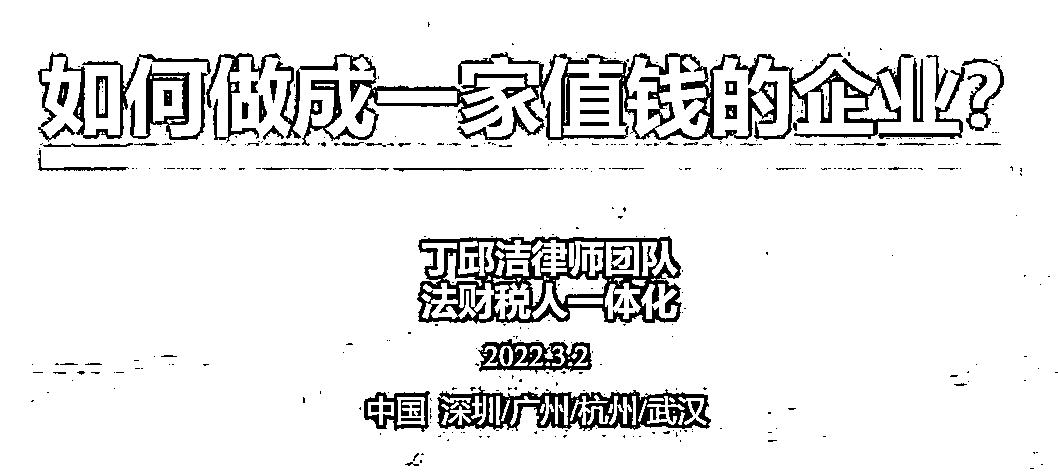 如何做成一家值钱的企业?
丁邱洁律师团队
法财税人一体化
2022.3.2
中国 深圳/广州/杭州/武汉